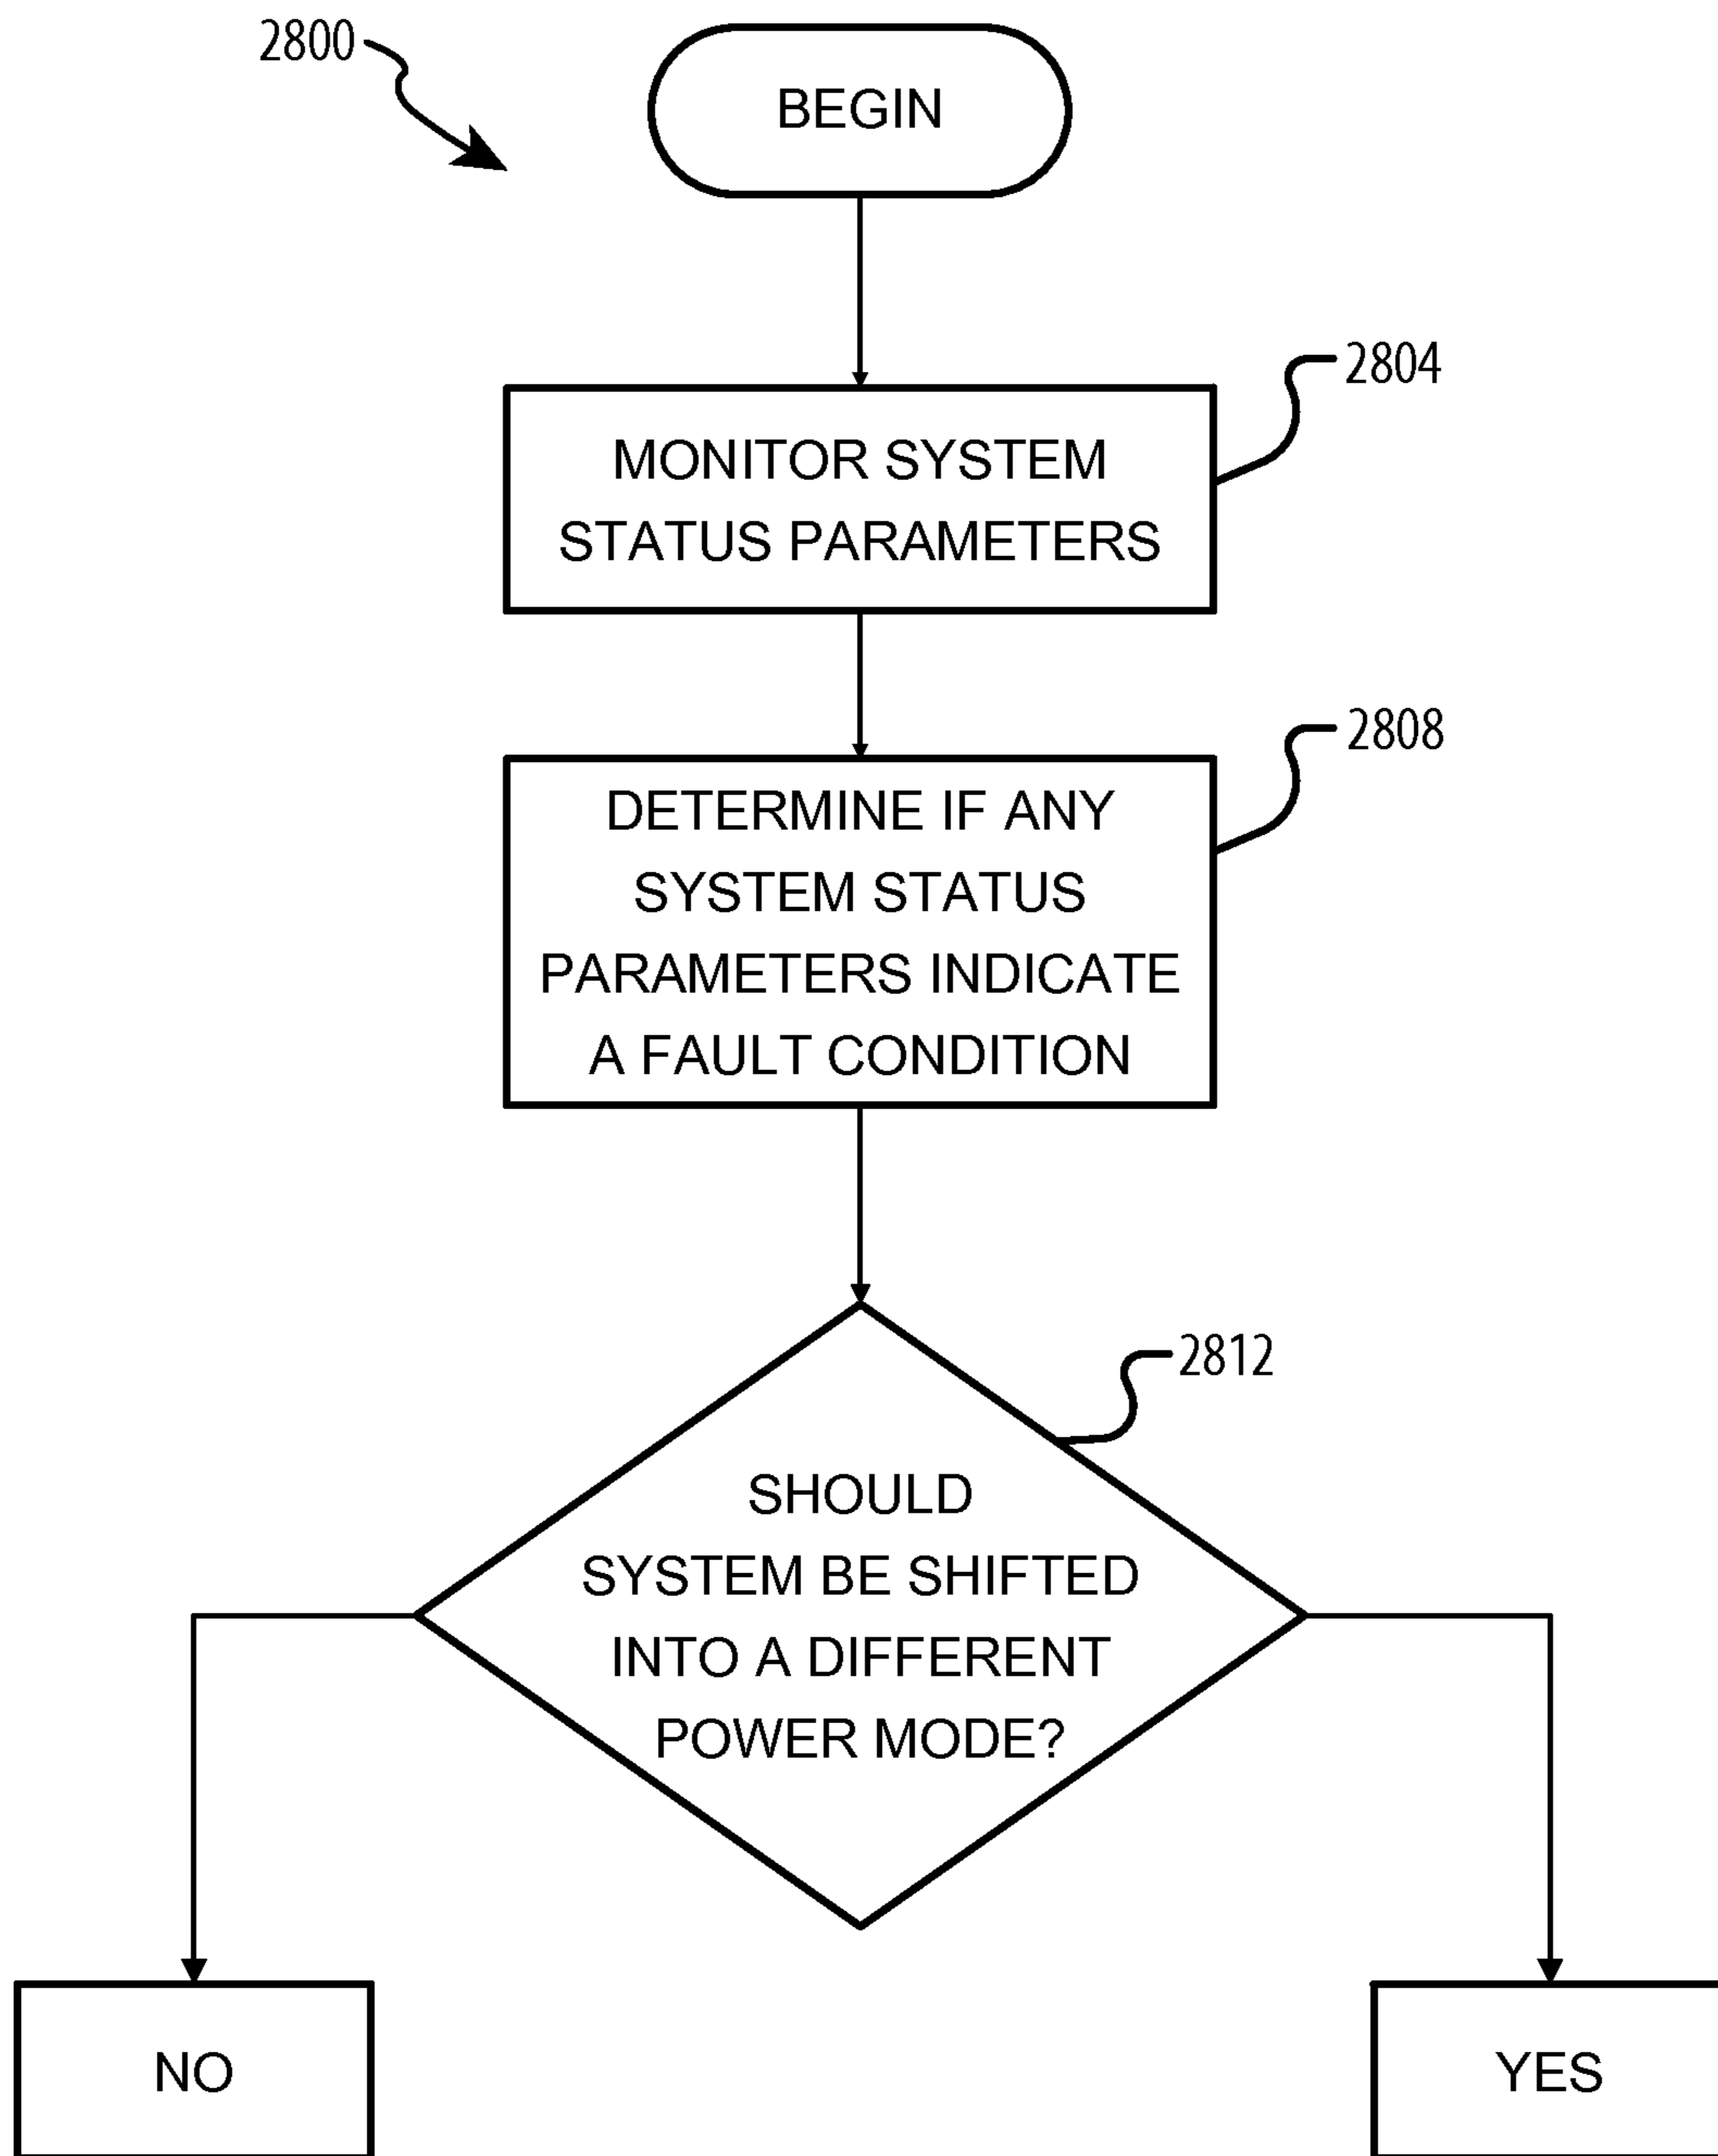 2800
BEGIN
2804
MONITOR SYSTEM
STATUS PARAMETERS
2808
DETERMINE IF ANY
SYSTEM STATUS
PARAMETERS INDICATE
A FAULT CONDITION
2812
SHOULD
SYSTEM BE SHIFTED
INTO A DIFFERENT
POWER MODE?
NO
YES